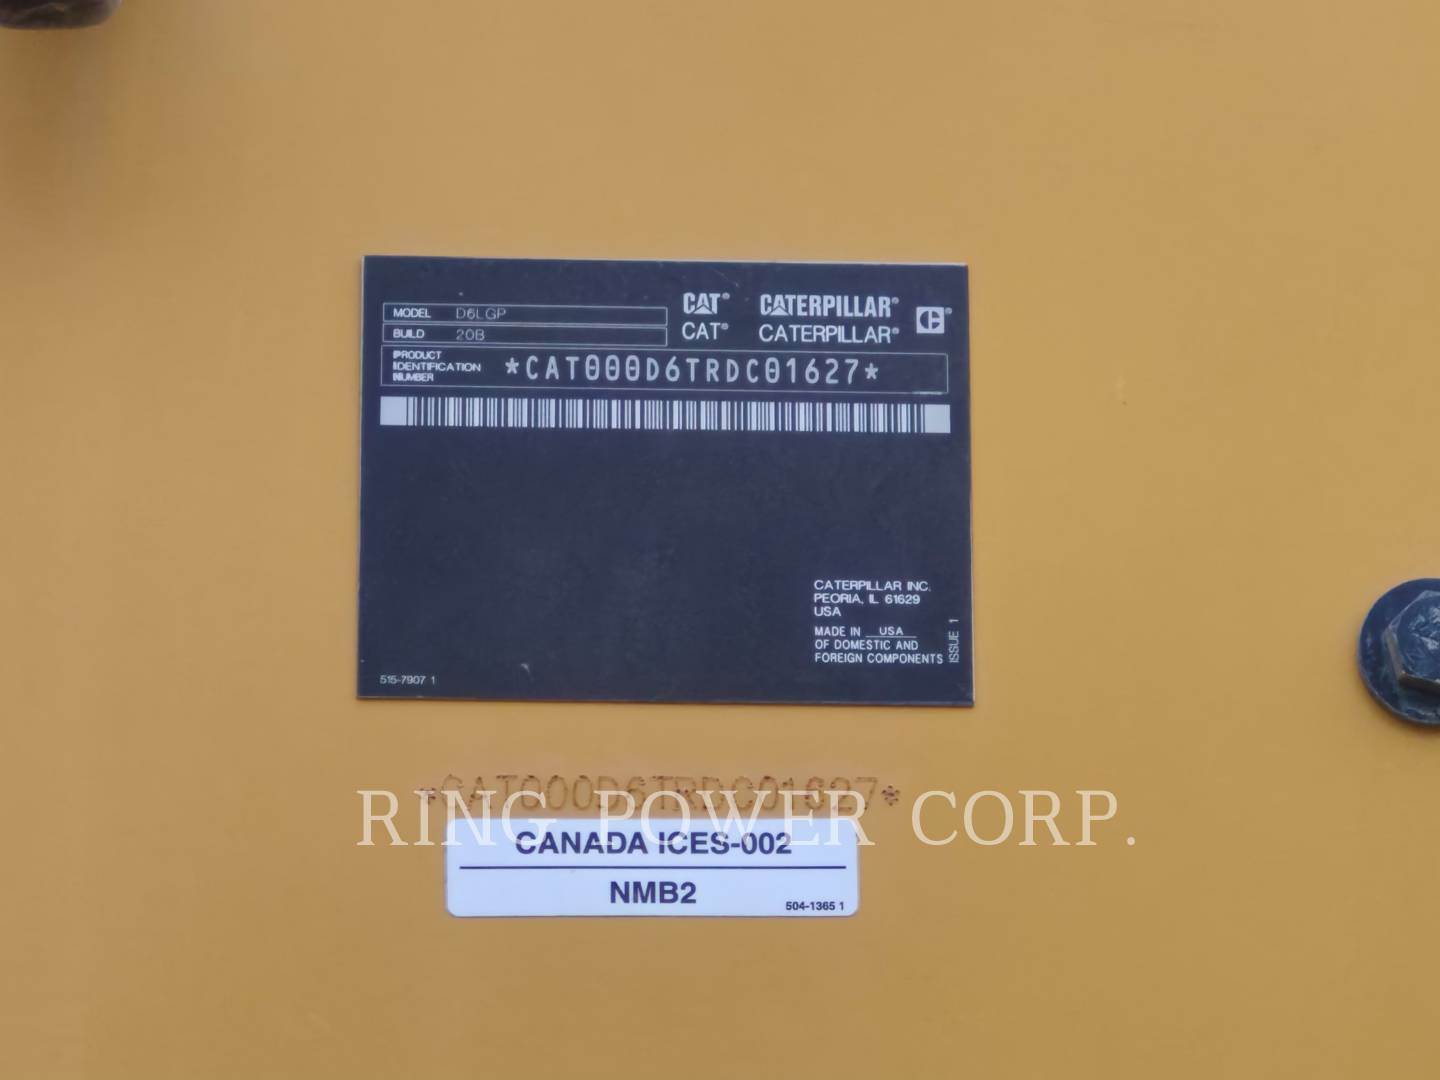 MODEL D6LGP
BUILD 20B
CAT® CATERPILLAR®
CAT® CATERPILLAR®
PRODUCT
IDENTIFICATION
NUMBER
*CAT000D6TRDC01627*
CATERPILLAR INC.
PEORIA, IL 61629
USA
MADE IN USA
OF DOMESTIC AND
FOREIGN COMPONENTS
ISSUE 1
515-7907 1
*CAT000D6TRDC01627*
RING POWER CORP.
CANADA ICES-002
NMB2
504-1365 1